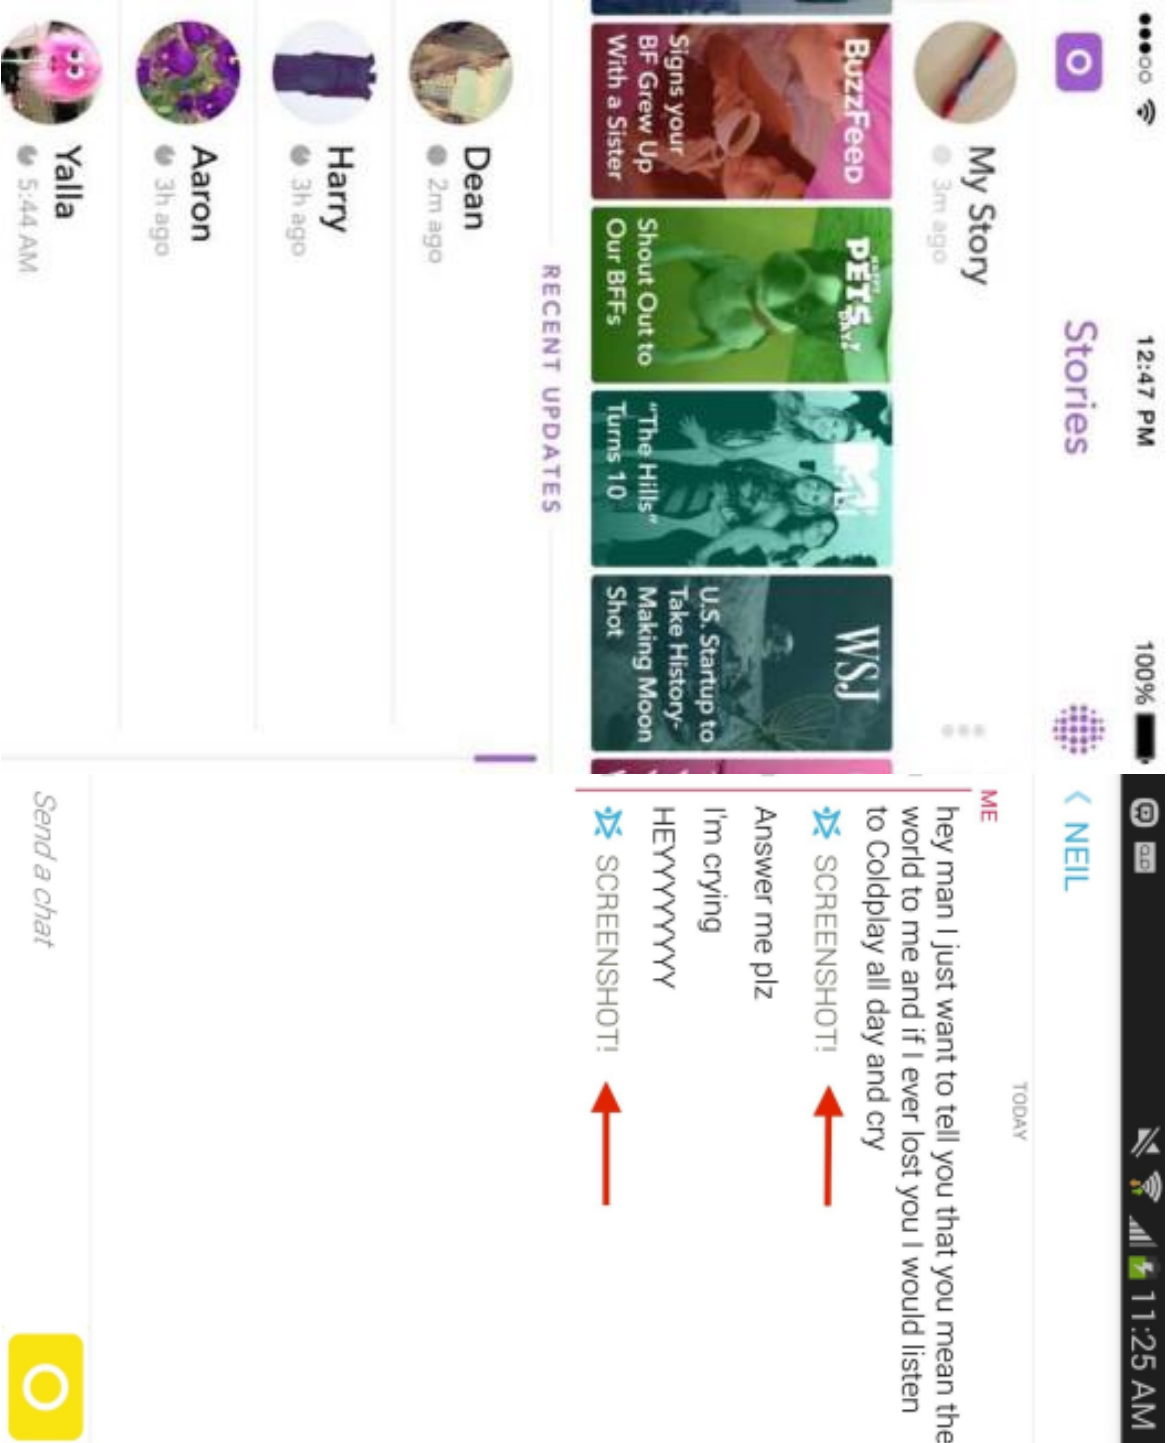 12:47 PM
100%
Stories
My Story
3m ago
BuzzFeeD
Signs your
BF Grew Up
With a Sister
HAPPY
PETS
DAY!
Shout Out to
Our BFFs
"The Hills"
Turns 10
WSJ
U.S. Startup to
Take History-
Making Moon
Shot
RECENT UPDATES
Dean
2m ago
Harry
3h ago
Aaron
3h ago
Yalla
5:44 AM
11:25 AM
NEIL
TODAY
ME
hey man I just want to tell you that you mean the
world to me and if I ever lost you I would listen
to Coldplay all day and cry
SCREENSHOT!
Answer me plz
I'm crying
HEYYYYYYYY
SCREENSHOT!
Send a chat